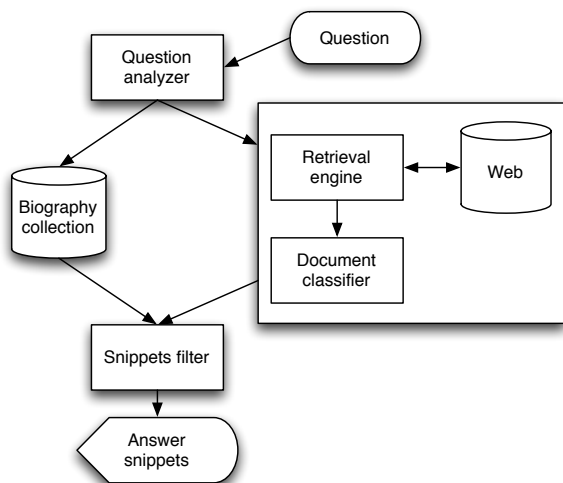 Question
Question
analyzer
Retrieval
engine
Web
Biography
collection
Document
classifier
Snippets filter
Answer
snippets